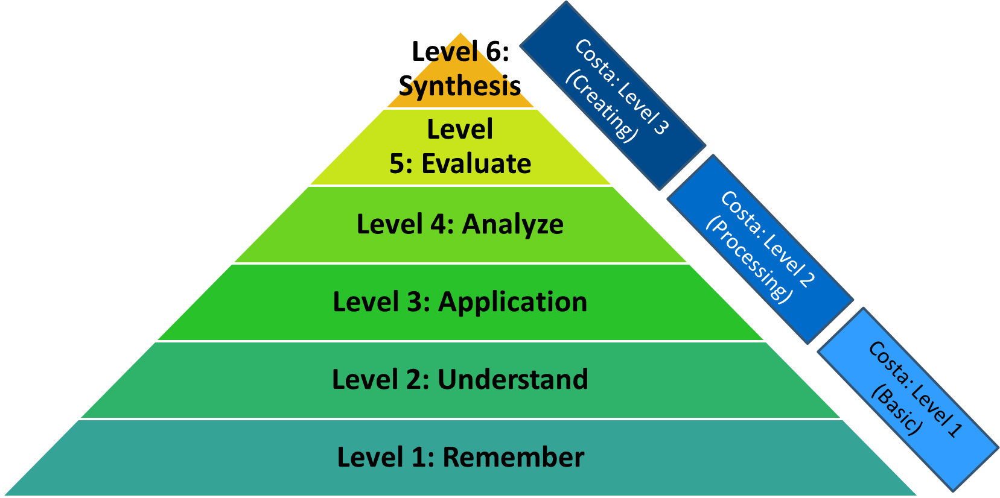 Level 6:
Synthesis
Level
5: Evaluate
Level 4: Analyze
Level 3: Application
Level 2: Understand
Level 1: Remember
Costa: Level 3
(Creating)
Costa: Level 2
(Processing)
Costa: Level 1
(Basic)